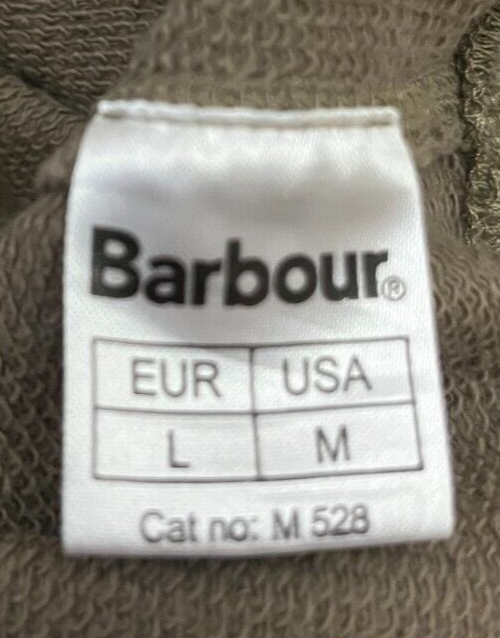 Barbour®
EUR USA
L M
Cat no: M 528